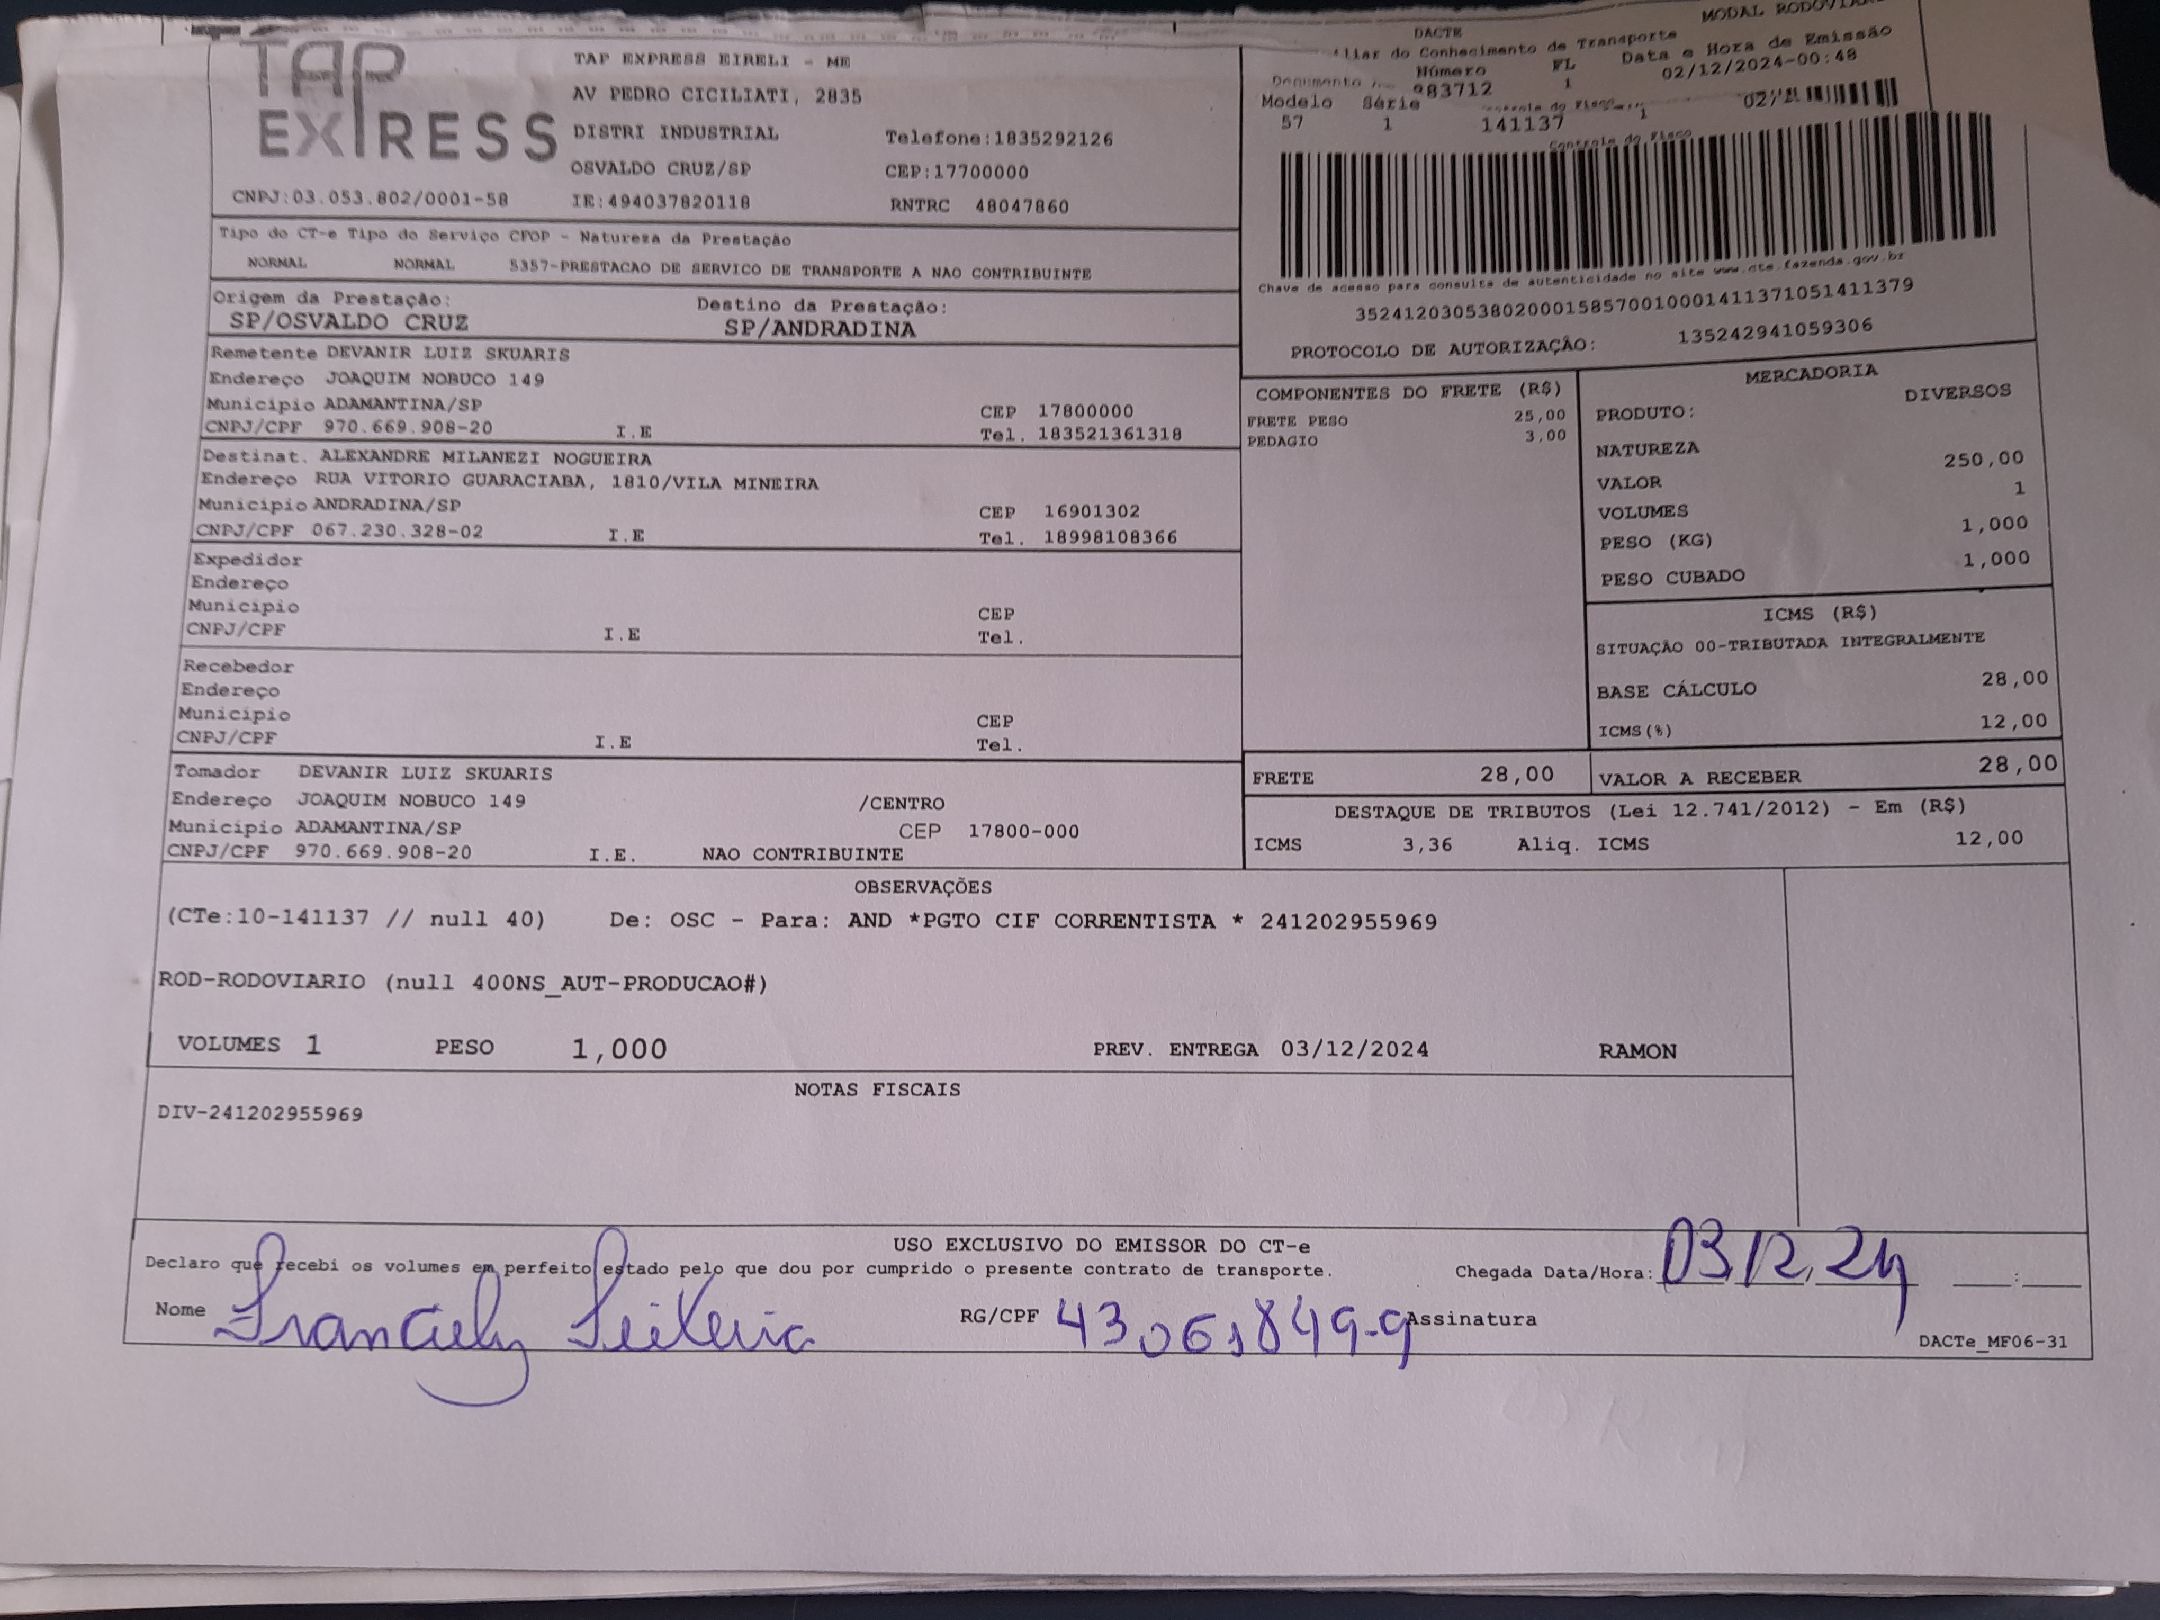 TAP
EXPRESS
CNPJ:03.053.802/0001-58
TAP EXPRESS EIRELI - ME
AV PEDRO CICILIATI, 2835
DISTRI INDUSTRIAL
Telefone:1835292126
OSVALDO CRUZ/SP
CEP:17700000
IE:494037820118
RNTRC 48047860
DACTE
do Conhecimento de Transporte
Número FL Data e Hora de Emissão
83712 1 02/12/2024-00:48
Modelo Série
57 1 141137
Controle do Fisco
Chave de acesso para consulta de autenticidade no site www.cte.fazenda.gov.br
35241203053802000158570010001411371051411379
PROTOCOLO DE AUTORIZAÇÃO: 135242941059306
Tipo do CT-e Tipo do Serviço CFOP - Natureza da Prestação
NORMAL NORMAL 5357-PRESTACAO DE SERVICO DE TRANSPORTE A NAO CONTRIBUINTE
Origem da Prestação: Destino da Prestação:
SP/OSVALDO CRUZ SP/ANDRADINA
Remetente DEVANIR LUIZ SKUARIS
Endereço JOAQUIM NOBUCO 149
Município ADAMANTINA/SP CEP 17800000
CNPJ/CPF 970.669.908-20 I.E Tel. 183521361318
Destinat. ALEXANDRE MILANEZI NOGUEIRA
Endereço RUA VITORIO GUARACIABA, 1810/VILA MINEIRA
Município ANDRADINA/SP CEP 16901302
CNPJ/CPF 067.230.328-02 I.E Tel. 18998108366
Expedidor
Endereço
Município CEP
CNPJ/CPF I.E Tel.
Recebedor
Endereço
Município CEP
CNPJ/CPF I.E Tel.
Tomador DEVANIR LUIZ SKUARIS
Endereço JOAQUIM NOBUCO 149 /CENTRO
Município ADAMANTINA/SP CEP 17800-000
CNPJ/CPF 970.669.908-20 I.E. NAO CONTRIBUINTE
COMPONENTES DO FRETE (R$)
FRETE PESO 25,00
PEDAGIO 3,00
MERCADORIA
PRODUTO: DIVERSOS
NATUREZA
VALOR 250,00
VOLUMES 1
PESO (KG) 1,000
PESO CUBADO 1,000
ICMS (R$)
SITUAÇÃO 00-TRIBUTADA INTEGRALMENTE
BASE CÁLCULO 28,00
ICMS(%) 12,00
FRETE 28,00 VALOR A RECEBER 28,00
DESTAQUE DE TRIBUTOS (Lei 12.741/2012) - Em (R$)
ICMS 3,36 Aliq. ICMS 12,00
OBSERVAÇÕES
(CTe:10-141137 // null 40) De: OSC - Para: AND *PGTO CIF CORRENTISTA * 241202955969
ROD-RODOVIARIO (null 400NS_AUT-PRODUCAO#)
VOLUMES 1 PESO 1,000 PREV. ENTREGA 03/12/2024 RAMON
NOTAS FISCAIS
DIV-241202955969
USO EXCLUSIVO DO EMISSOR DO CT-e
Declaro que recebi os volumes em perfeito estado pelo que dou por cumprido o presente contrato de transporte. Chegada Data/Hora: 03.12.24 :
Nome Franciely Teixeira RG/CPF 43061849-9 Assinatura
DACTe_MF06-31